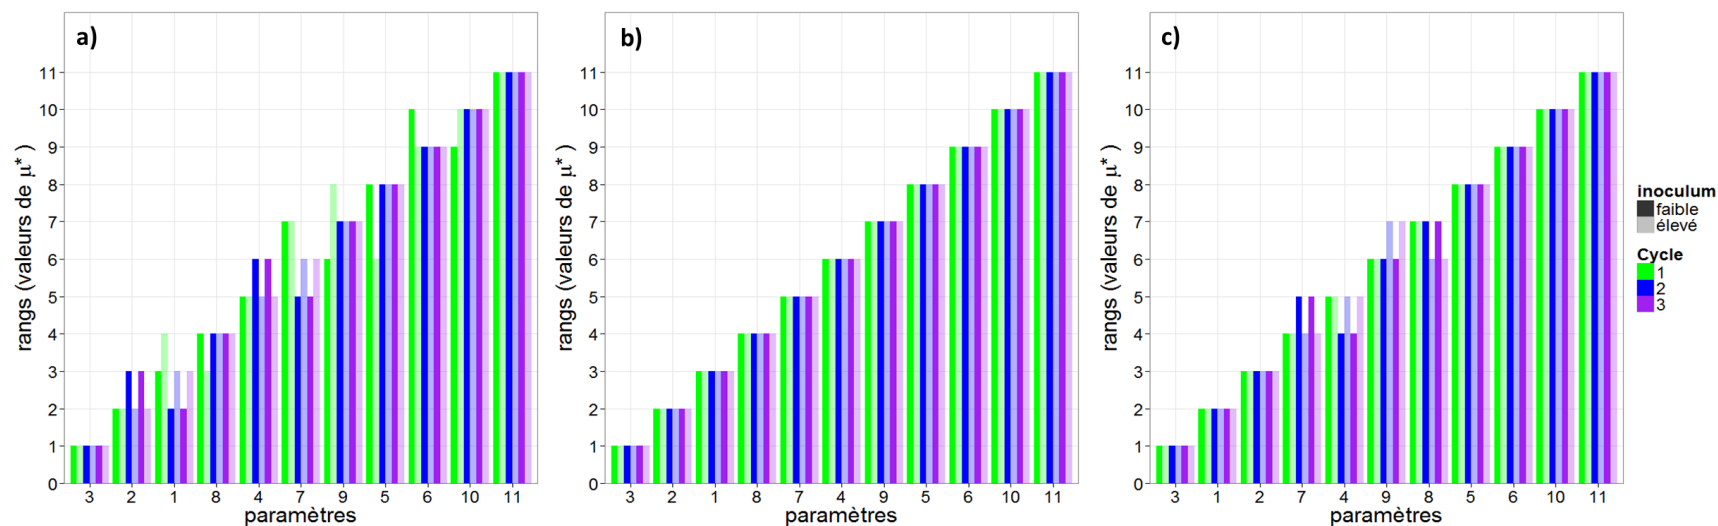 a)
rangs (valeurs de μ* )
11
10
9
8
7
6
5
4
3
2
1
0
3 2 1 8 4 7 9 5 6 10 11
paramètres
b)
rangs (valeurs de μ* )
11
10
9
8
7
6
5
4
3
2
1
0
3 2 1 8 7 4 9 5 6 10 11
paramètres
c)
rangs (valeurs de μ* )
11
10
9
8
7
6
5
4
3
2
1
0
3 1 2 7 4 9 8 5 6 10 11
paramètres
inoculum
faible
élevé
Cycle
1
2
3